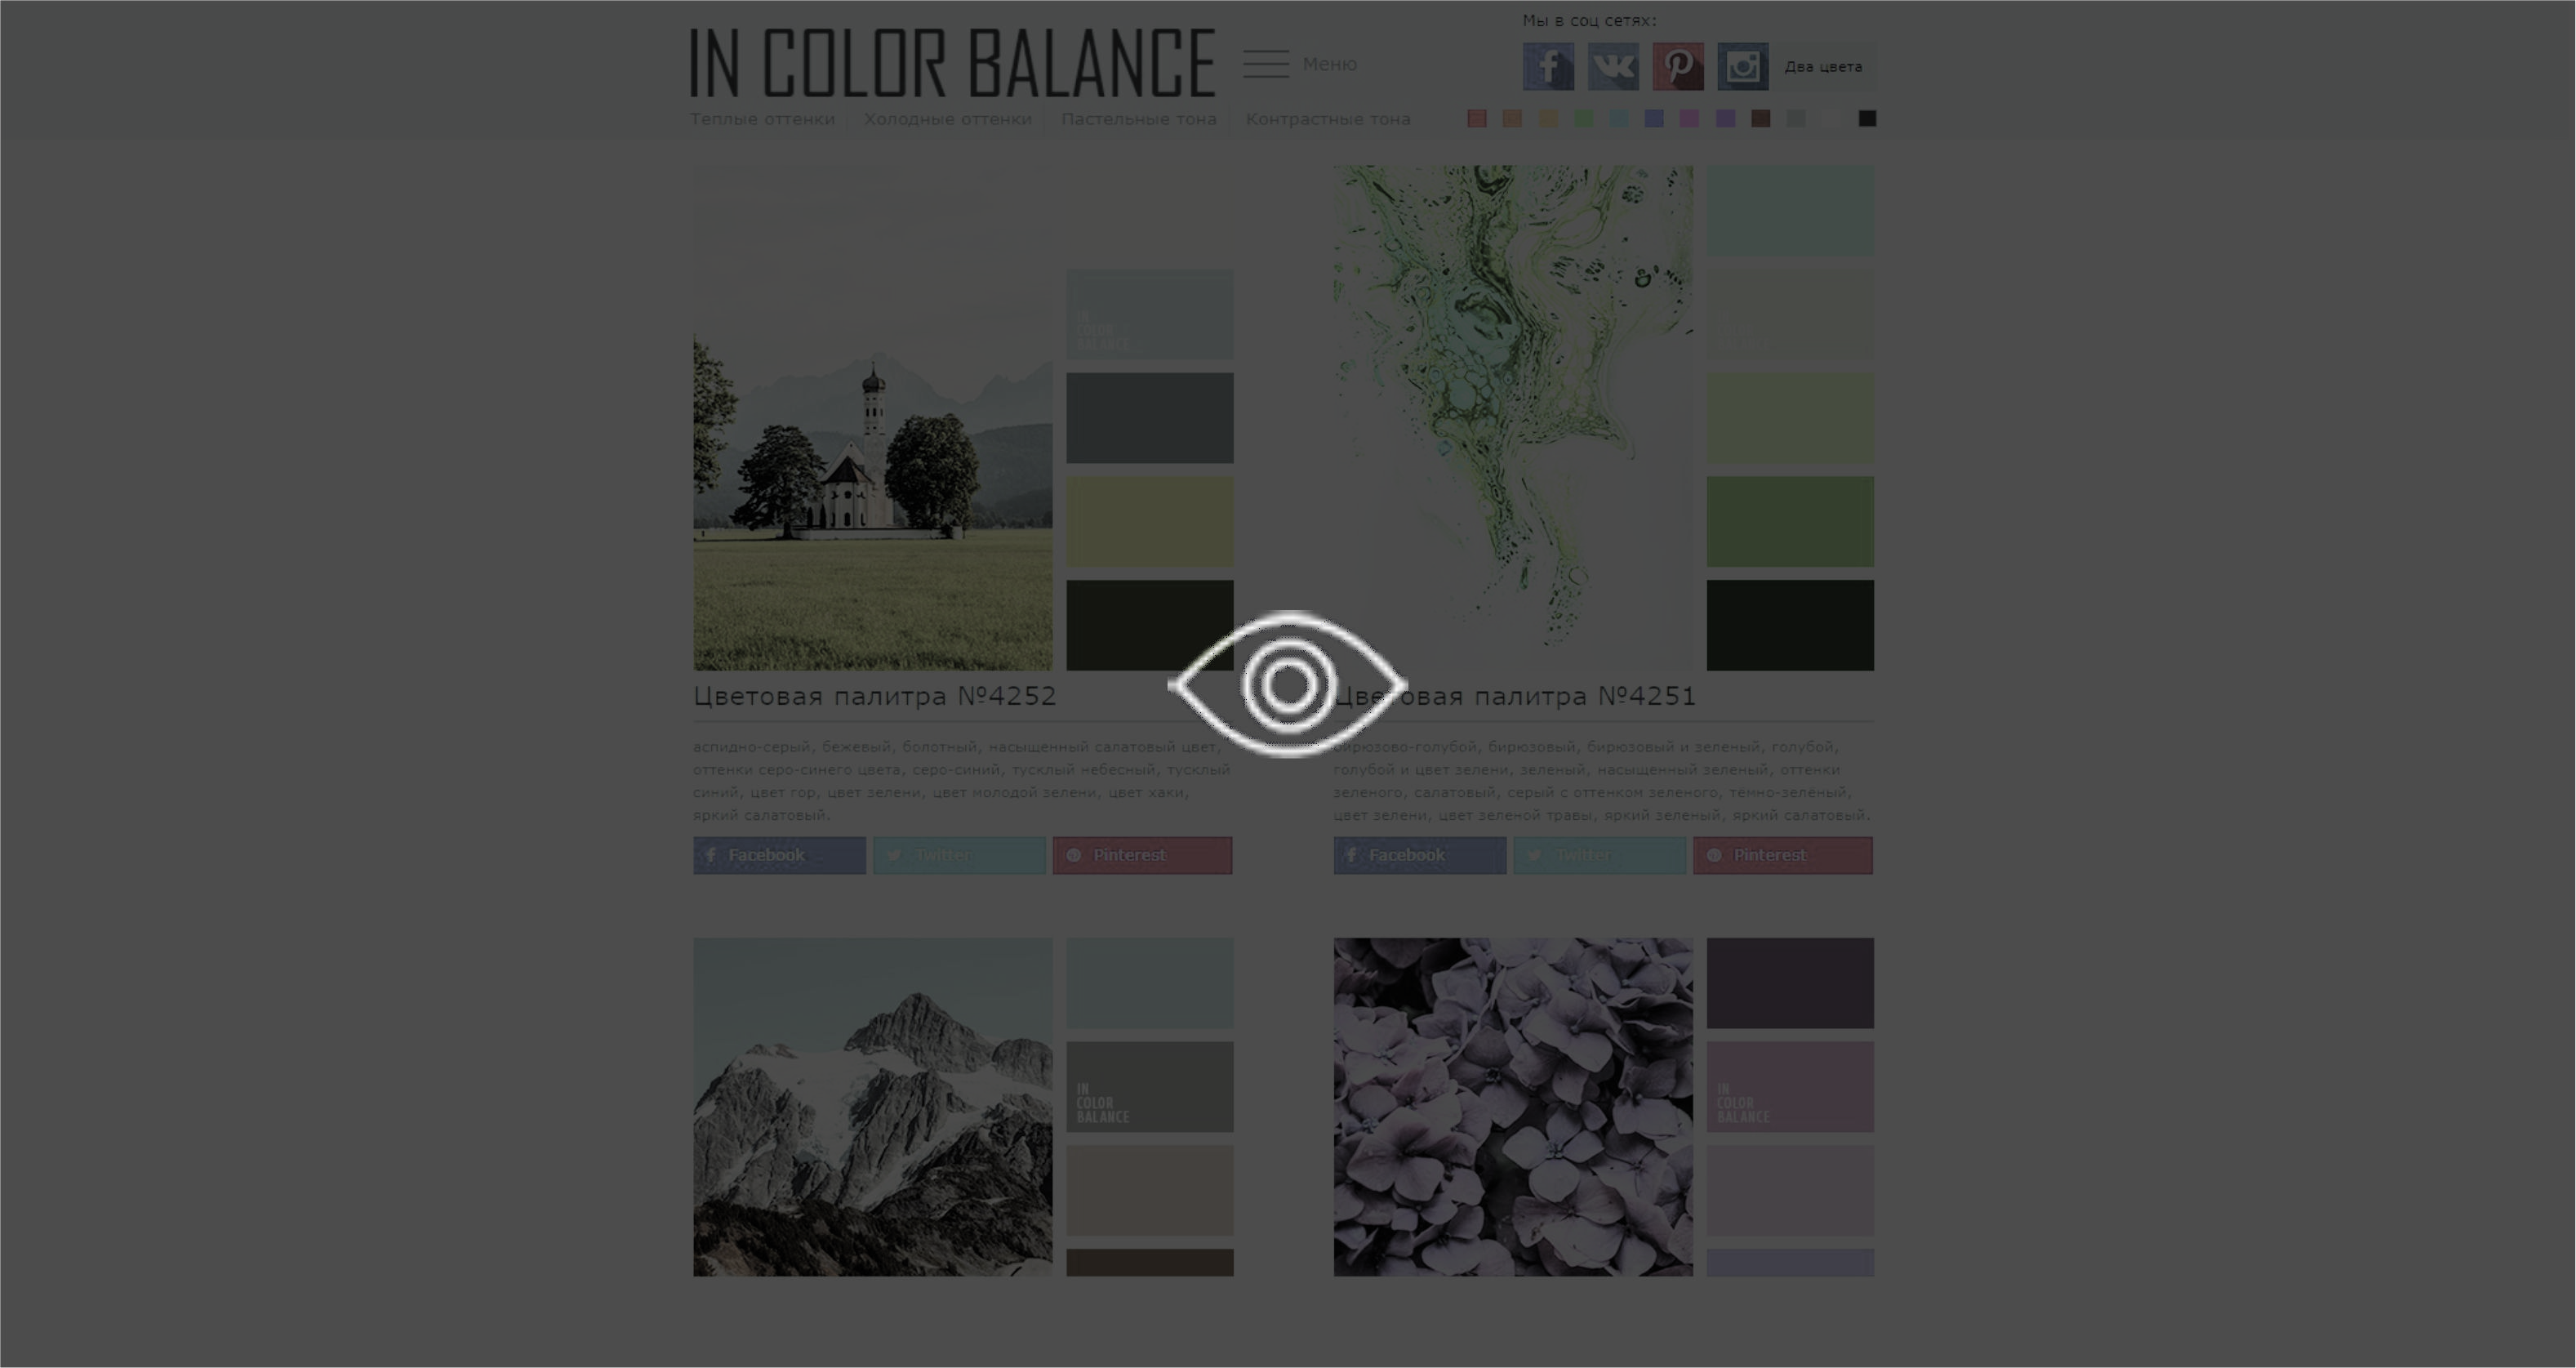 Мы в соц сетях:
IN COLOR BALANCE
Меню
Два цвета
Теплые оттенки
Холодные оттенки
Пастельные тона
Контрастные тона
IN
COLOR
BALANCE
Цветовая палитра №4252
аспидно-серый, бежевый, болотный, насыщенный салатовый цвет,
оттенки серо-синего цвета, серо-синий, тусклый небесный, тусклый
синий, цвет гор, цвет зелени, цвет молодой зелени, цвет хаки,
яркий салатовый.
Facebook
Twitter
Pinterest
Цветовая палитра №4251
бирюзово-голубой, бирюзовый, бирюзовый и зеленый, голубой,
голубой и цвет зелени, зеленый, насыщенный зеленый, оттенки
зеленого, салатовый, серый с оттенком зеленого, темно-зеленый,
цвет зелени, цвет зеленой травы, яркий зеленый, яркий салатовый.
Facebook
Twitter
Pinterest
IN
COLOR
BALANCE
IN
COLOR
BALANCE